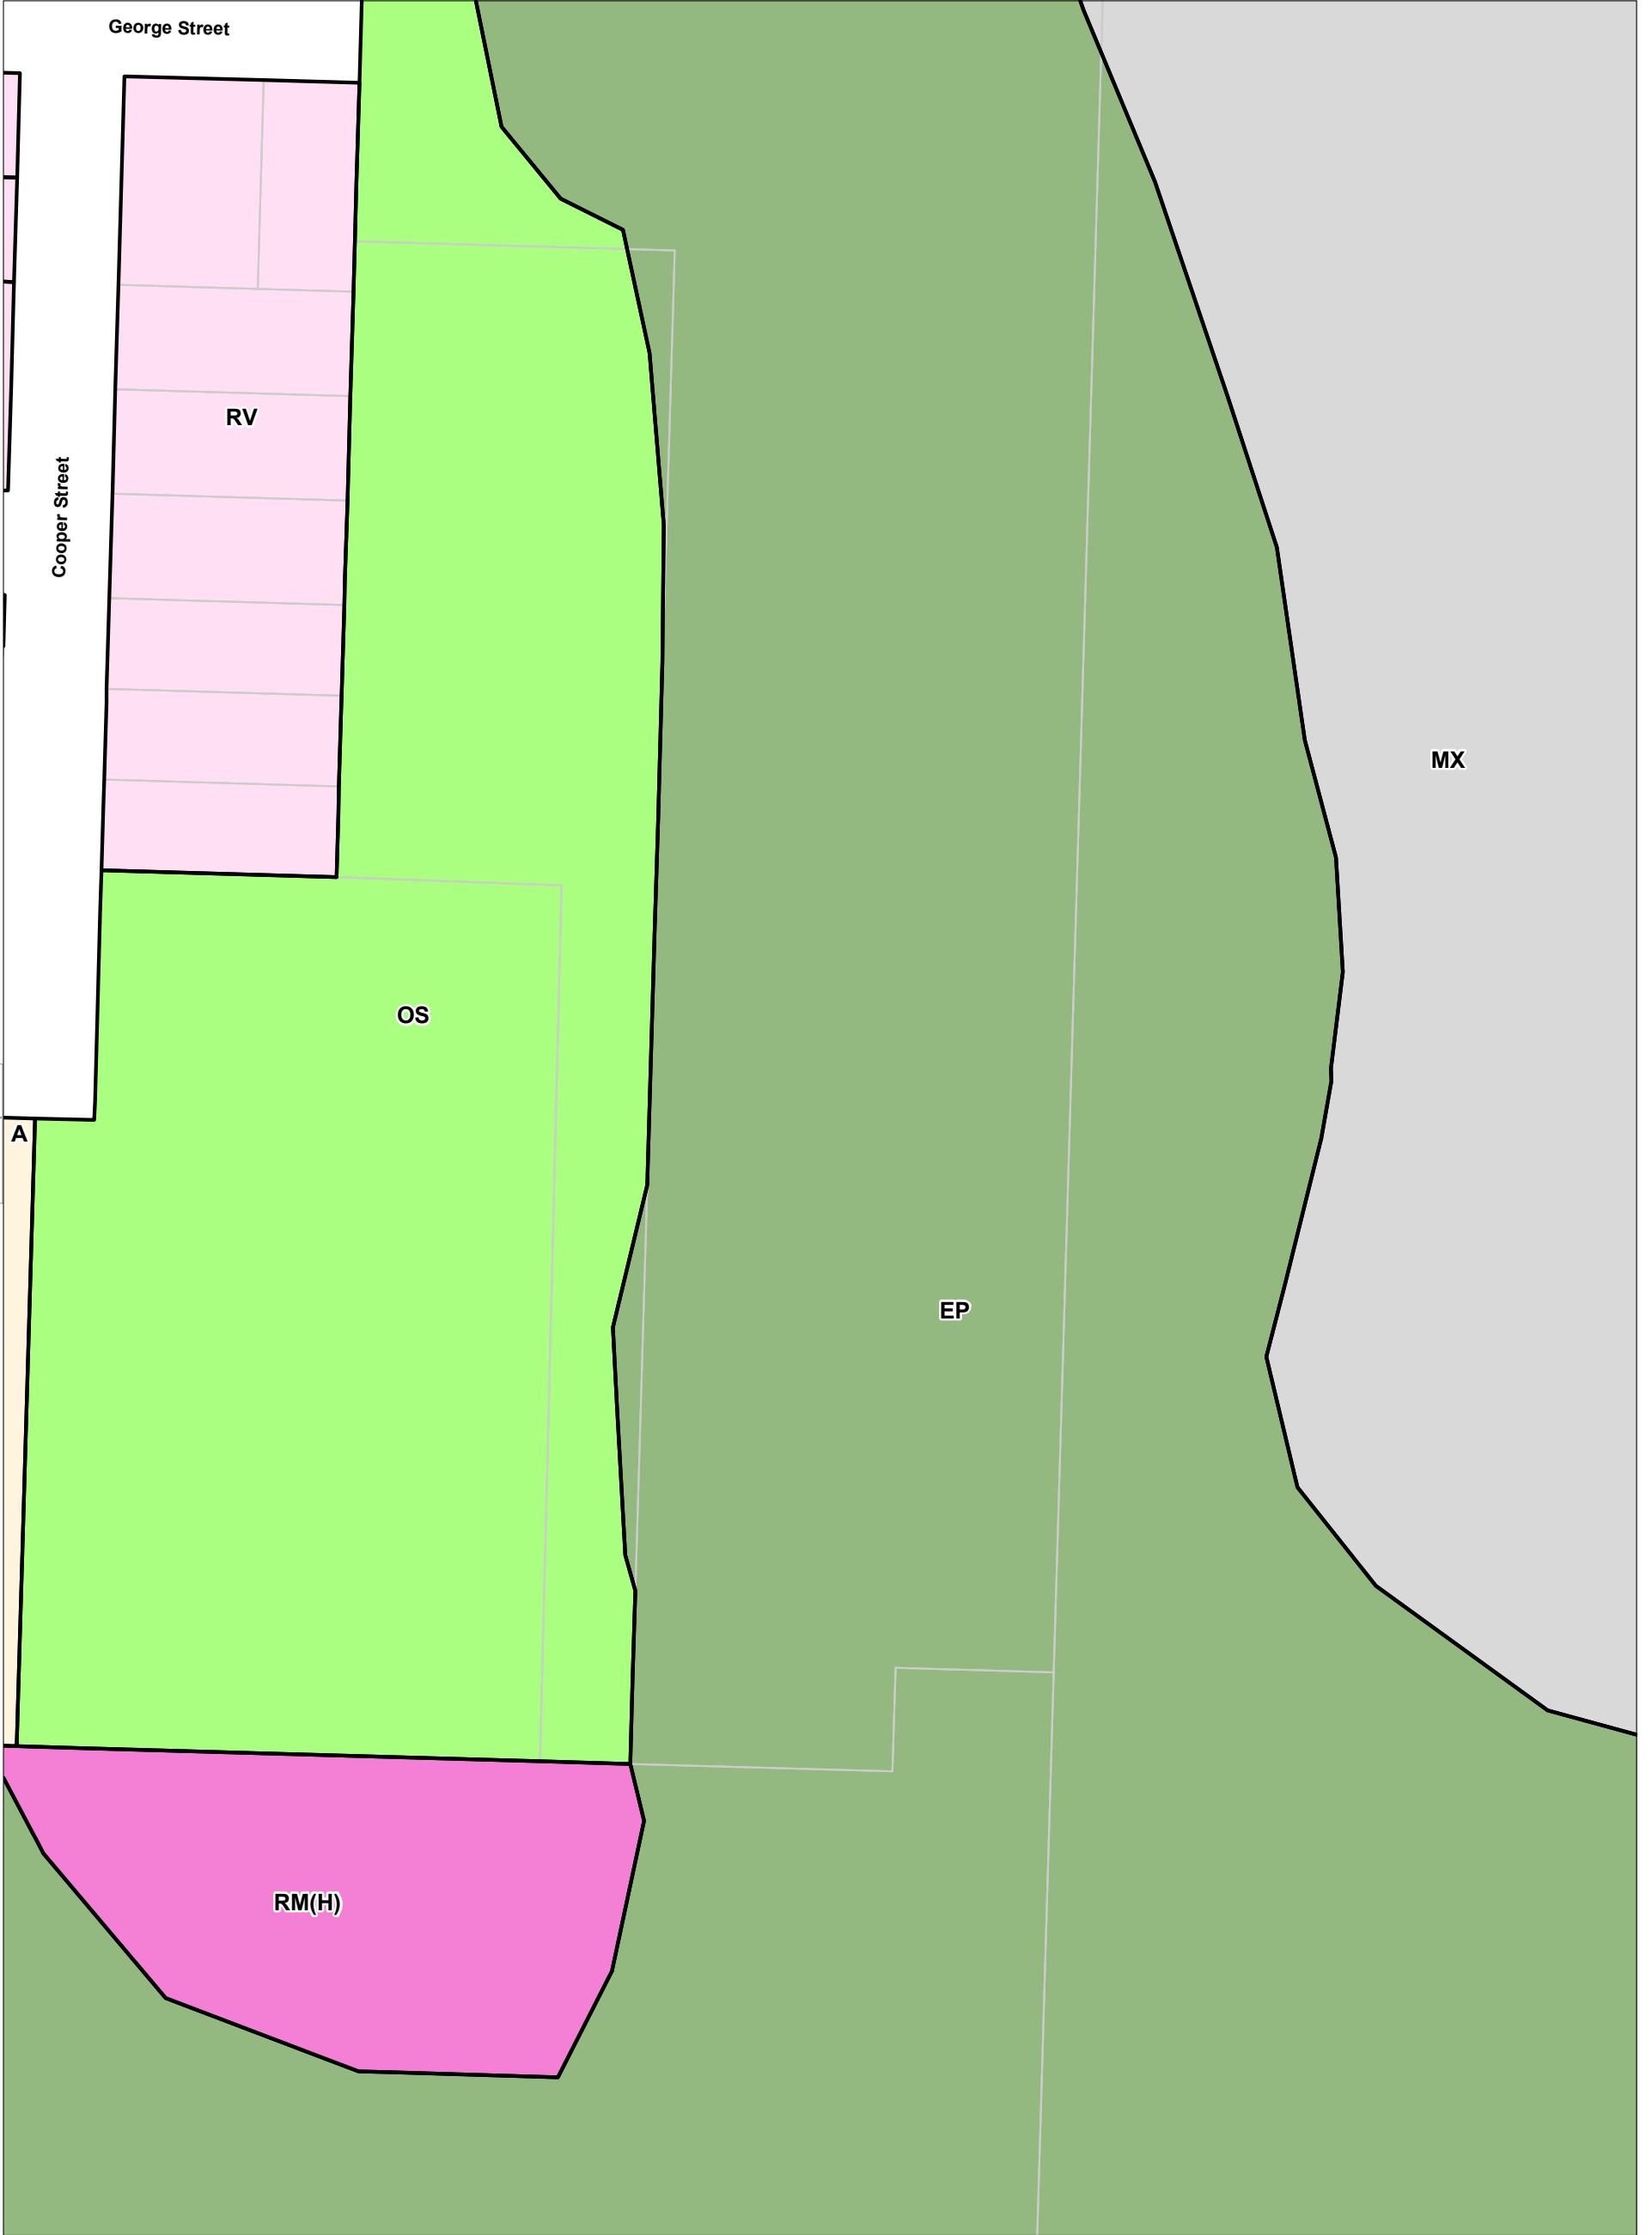 George Street
RV
Cooper Street
MX
OS
A
EP
RM(H)